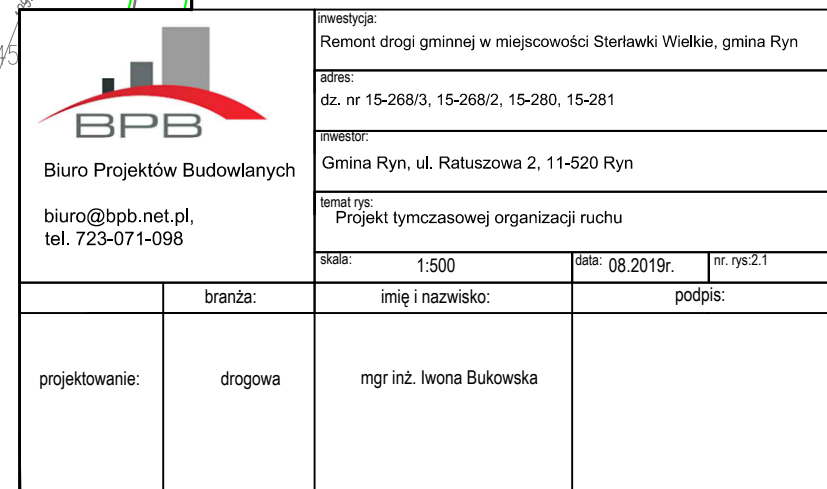 BPB
Biuro Projektów Budowlanych
biuro@bpb.net.pl,
tel. 723-071-098
inwestycja:
Remont drogi gminnej w miejscowości Sterławki Wielkie, gmina Ryn
adres:
dz. nr 15-268/3, 15-268/2, 15-280, 15-281
inwestor:
Gmina Ryn, ul. Ratuszowa 2, 11-520 Ryn
temat rys:
Projekt tymczasowej organizacji ruchu
skala: 1:500 data: 08.2019r. nr. rys:2.1
branża: imię i nazwisko: podpis:
projektowanie: drogowa mgr inż. Iwona Bukowska